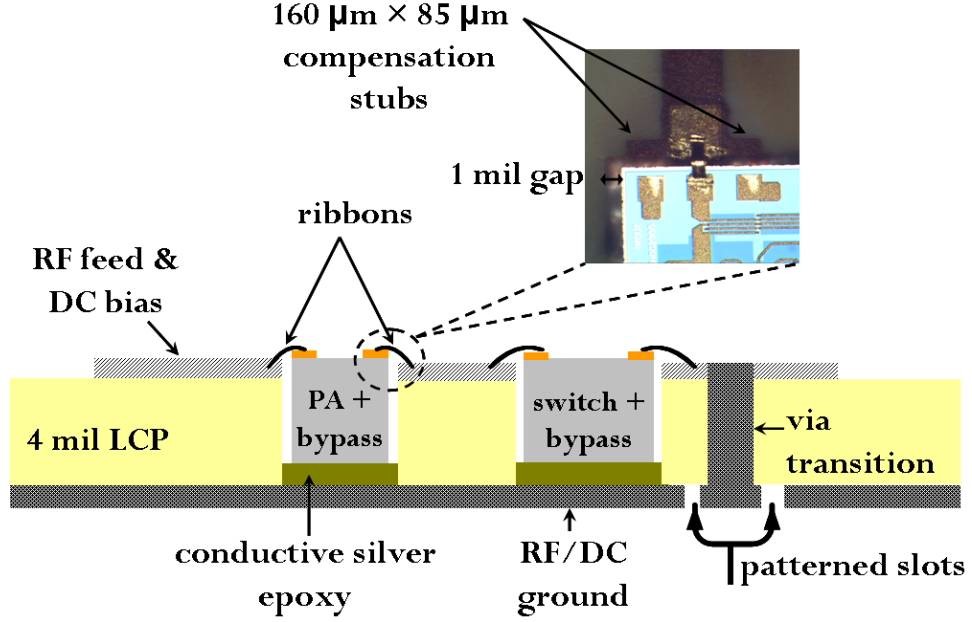 160 μm × 85 μm
compensation
stubs
1 mil gap
ribbons
RF feed &
DC bias
PA +
bypass
switch +
bypass
4 mil LCP
via
transition
conductive silver
epoxy
RF/DC
ground
patterned slots